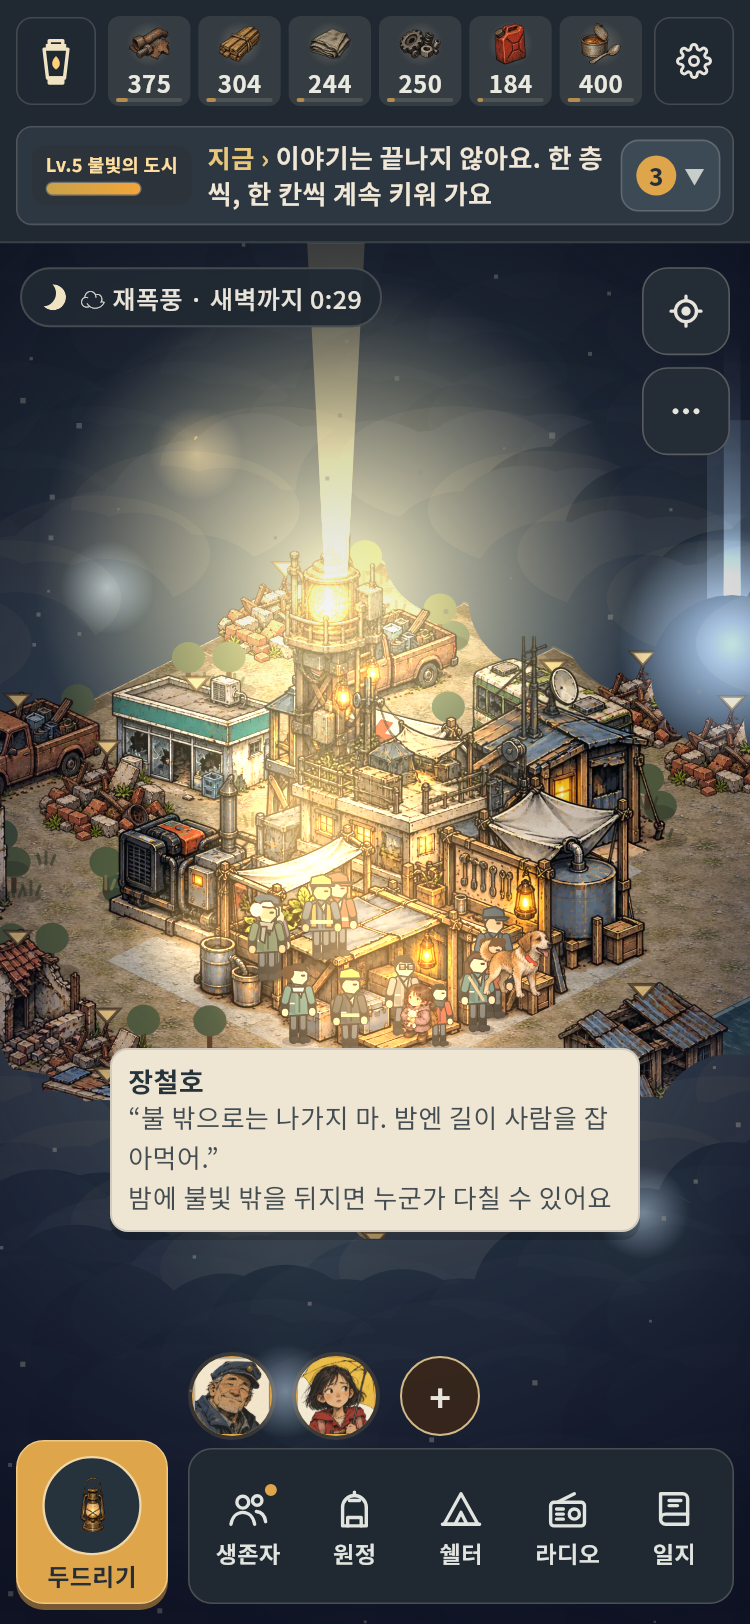 375
304
244
250
184
400
Lv.5 불빛의 도시
지금 › 이야기는 끝나지 않아요. 한 층
씩, 한 칸씩 계속 키워 가요
3
재폭풍 · 새벽까지 0:29
장철호
“불 밖으로는 나가지 마. 밤엔 길이 사람을 잡
아먹어.”
밤에 불빛 밖을 뒤지면 누군가 다칠 수 있어요
두드리기
생존자
원정
쉘터
라디오
일지